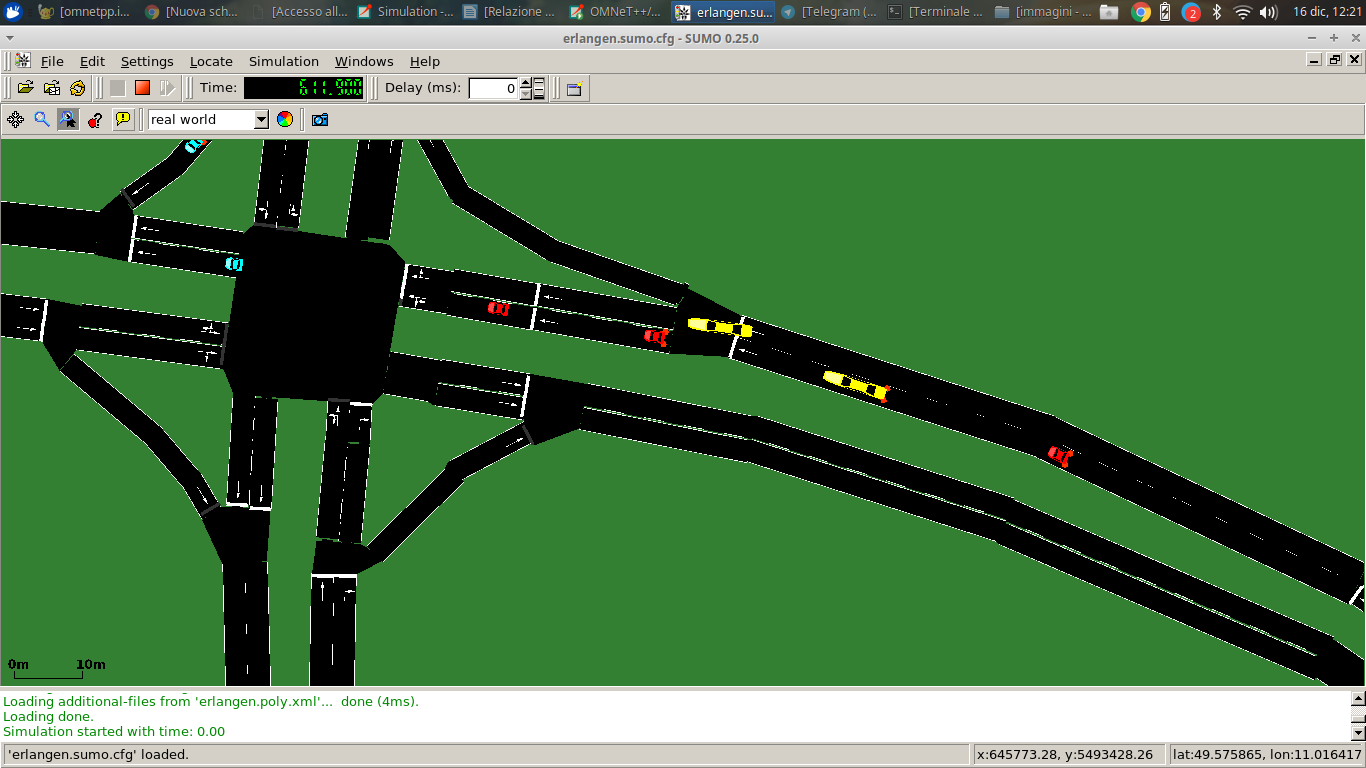 [omnetpp.i... [Nuova sch... [Accesso all... Simulation -... [Relazione ... OMNeT++/... erlangen.su... [Telegram (... [Terminale ... [immagini - ... 2 16 dic, 12:21
erlangen.sumo.cfg - SUMO 0.25.0
File Edit Settings Locate Simulation Windows Help
Time: 611.900 Delay (ms): 0
real world
0m 10m
Loading additional-files from 'erlangen.poly.xml'... done (4ms).
Loading done.
Simulation started with time: 0.00
'erlangen.sumo.cfg' loaded. x:645773.28, y:5493428.26 lat:49.575865, lon:11.016417